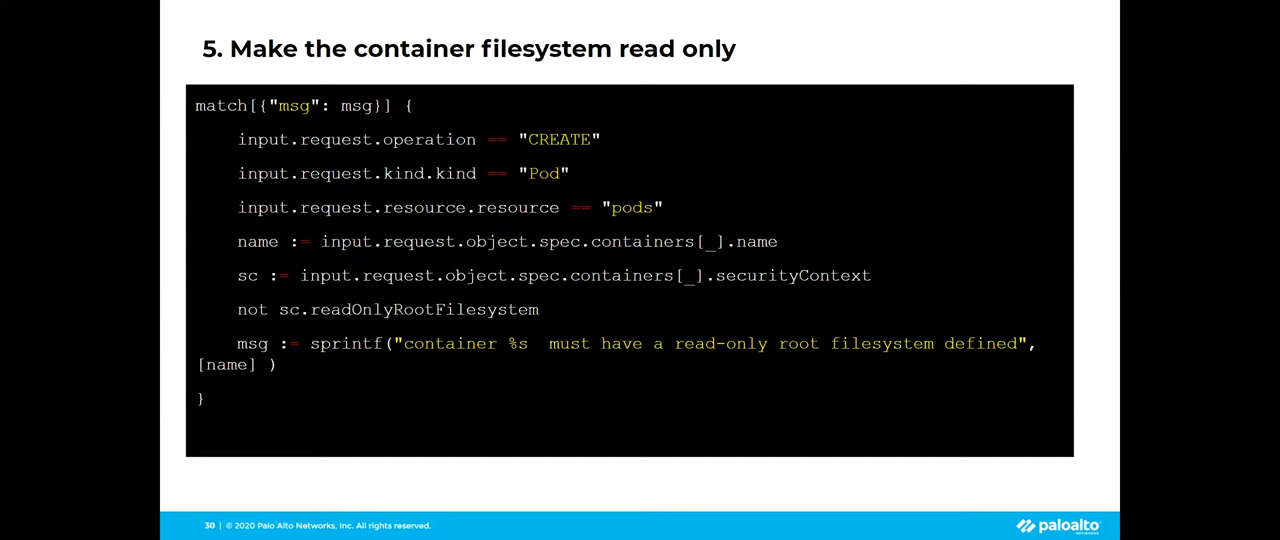 5. Make the container filesystem read only
match[{"msg": msg}] {
input.request.operation == "CREATE"
input.request.kind.kind == "Pod"
input.request.resource.resource == "pods"
name := input.request.object.spec.containers[_].name
sc := input.request.object.spec.containers[_].securityContext
not sc.readOnlyRootFilesystem
msg := sprintf("container %s  must have a read-only root filesystem defined",
[name] )
}
30 | © 2020 Palo Alto Networks, Inc. All rights reserved.
paloalto
NETWORKS